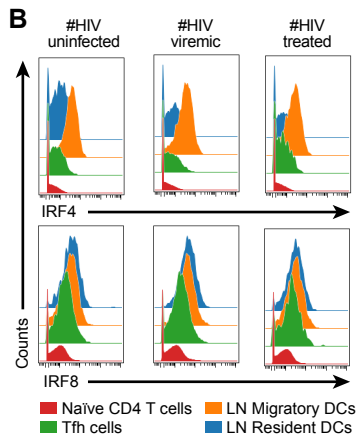 B
#HIV uninfected
#HIV viremic
#HIV treated
IRF4
Counts
IRF8
Naïve CD4 T cells
LN Migratory DCs
Tfh cells
LN Resident DCs